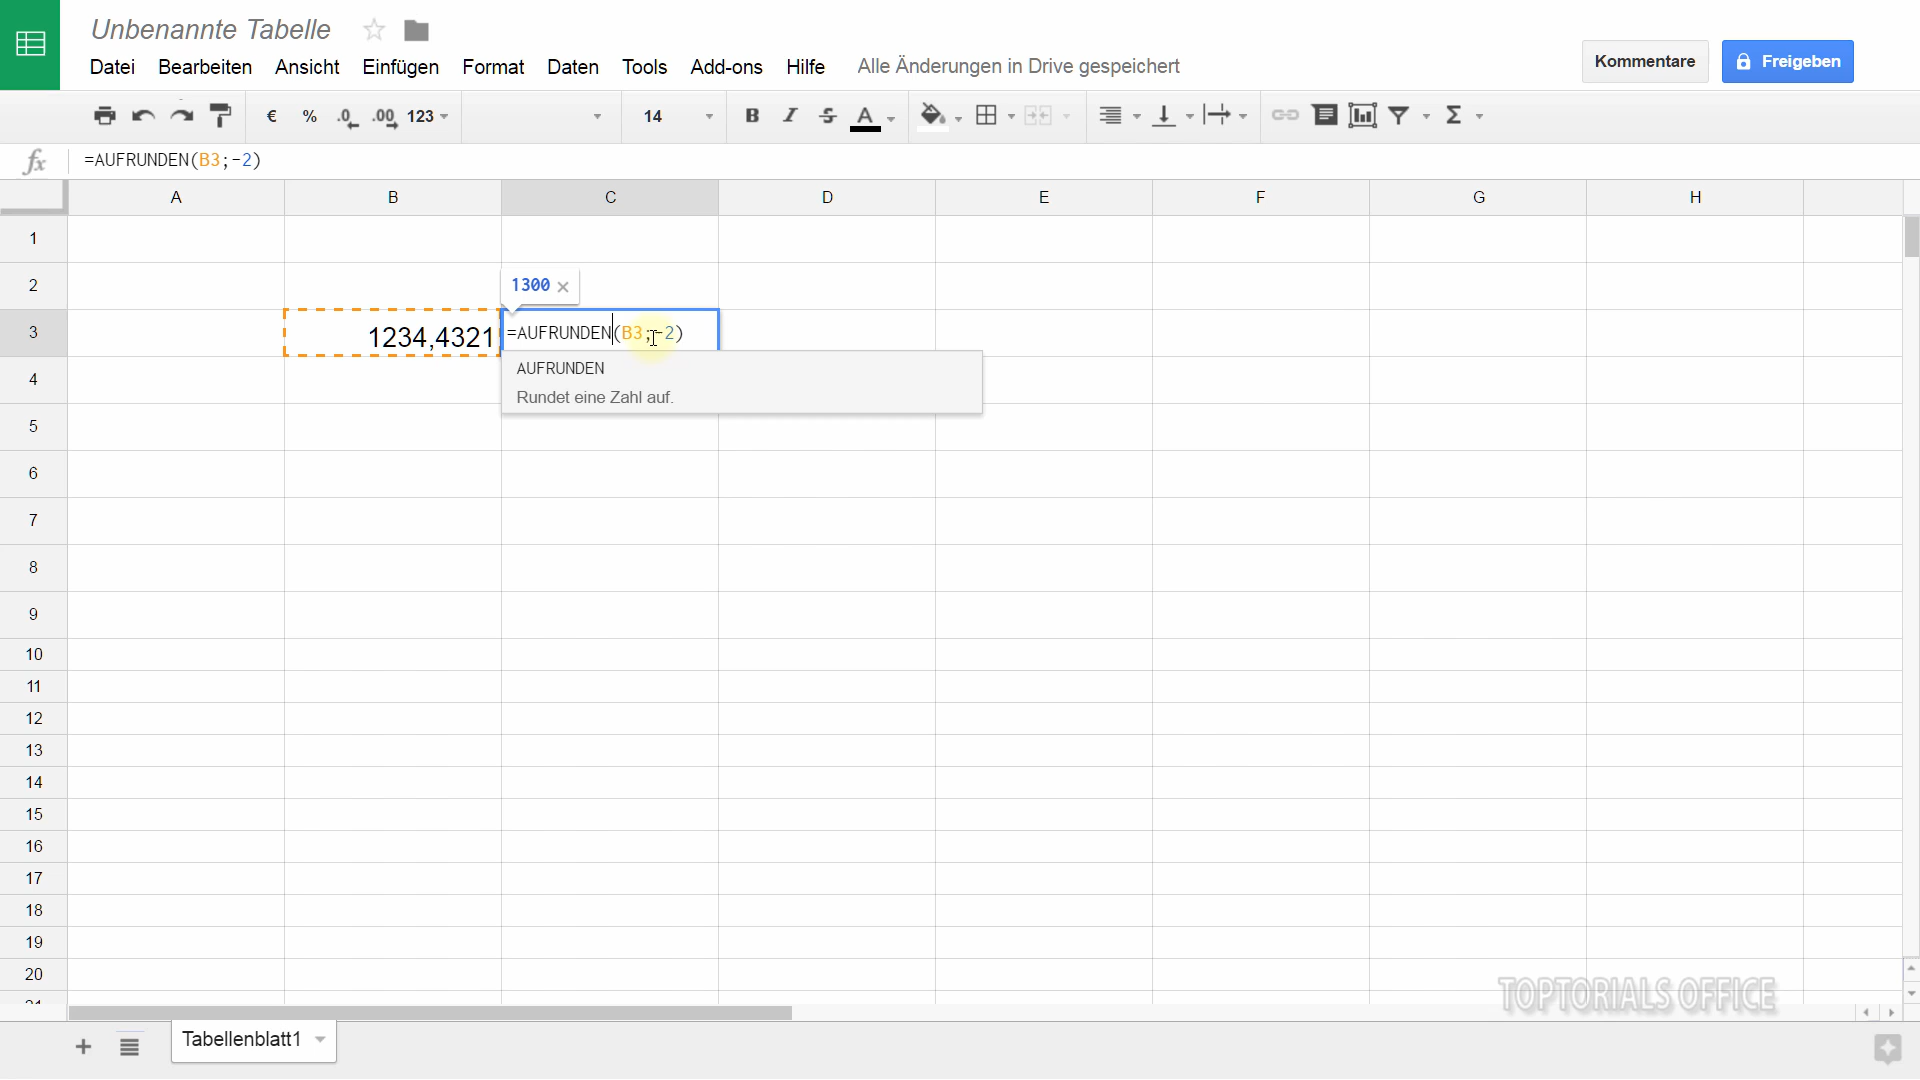 Unbenannte Tabelle
Datei Bearbeiten Ansicht Einfügen Format Daten Tools Add-ons Hilfe Alle Änderungen in Drive gespeichert
Kommentare Freigeben
€ % .0 .00 123 14 B I S A Σ
fx =AUFRUNDEN(B3;-2)
A B C D E F G H
1
2 1300
3 1234,4321 =AUFRUNDEN(B3;-2)
AUFRUNDEN
4 Rundet eine Zahl auf.
5
6
7
8
9
10
11
12
13
14
15
16
17
18
19
20
21
TOPTORIALS OFFICE
Tabellenblatt1